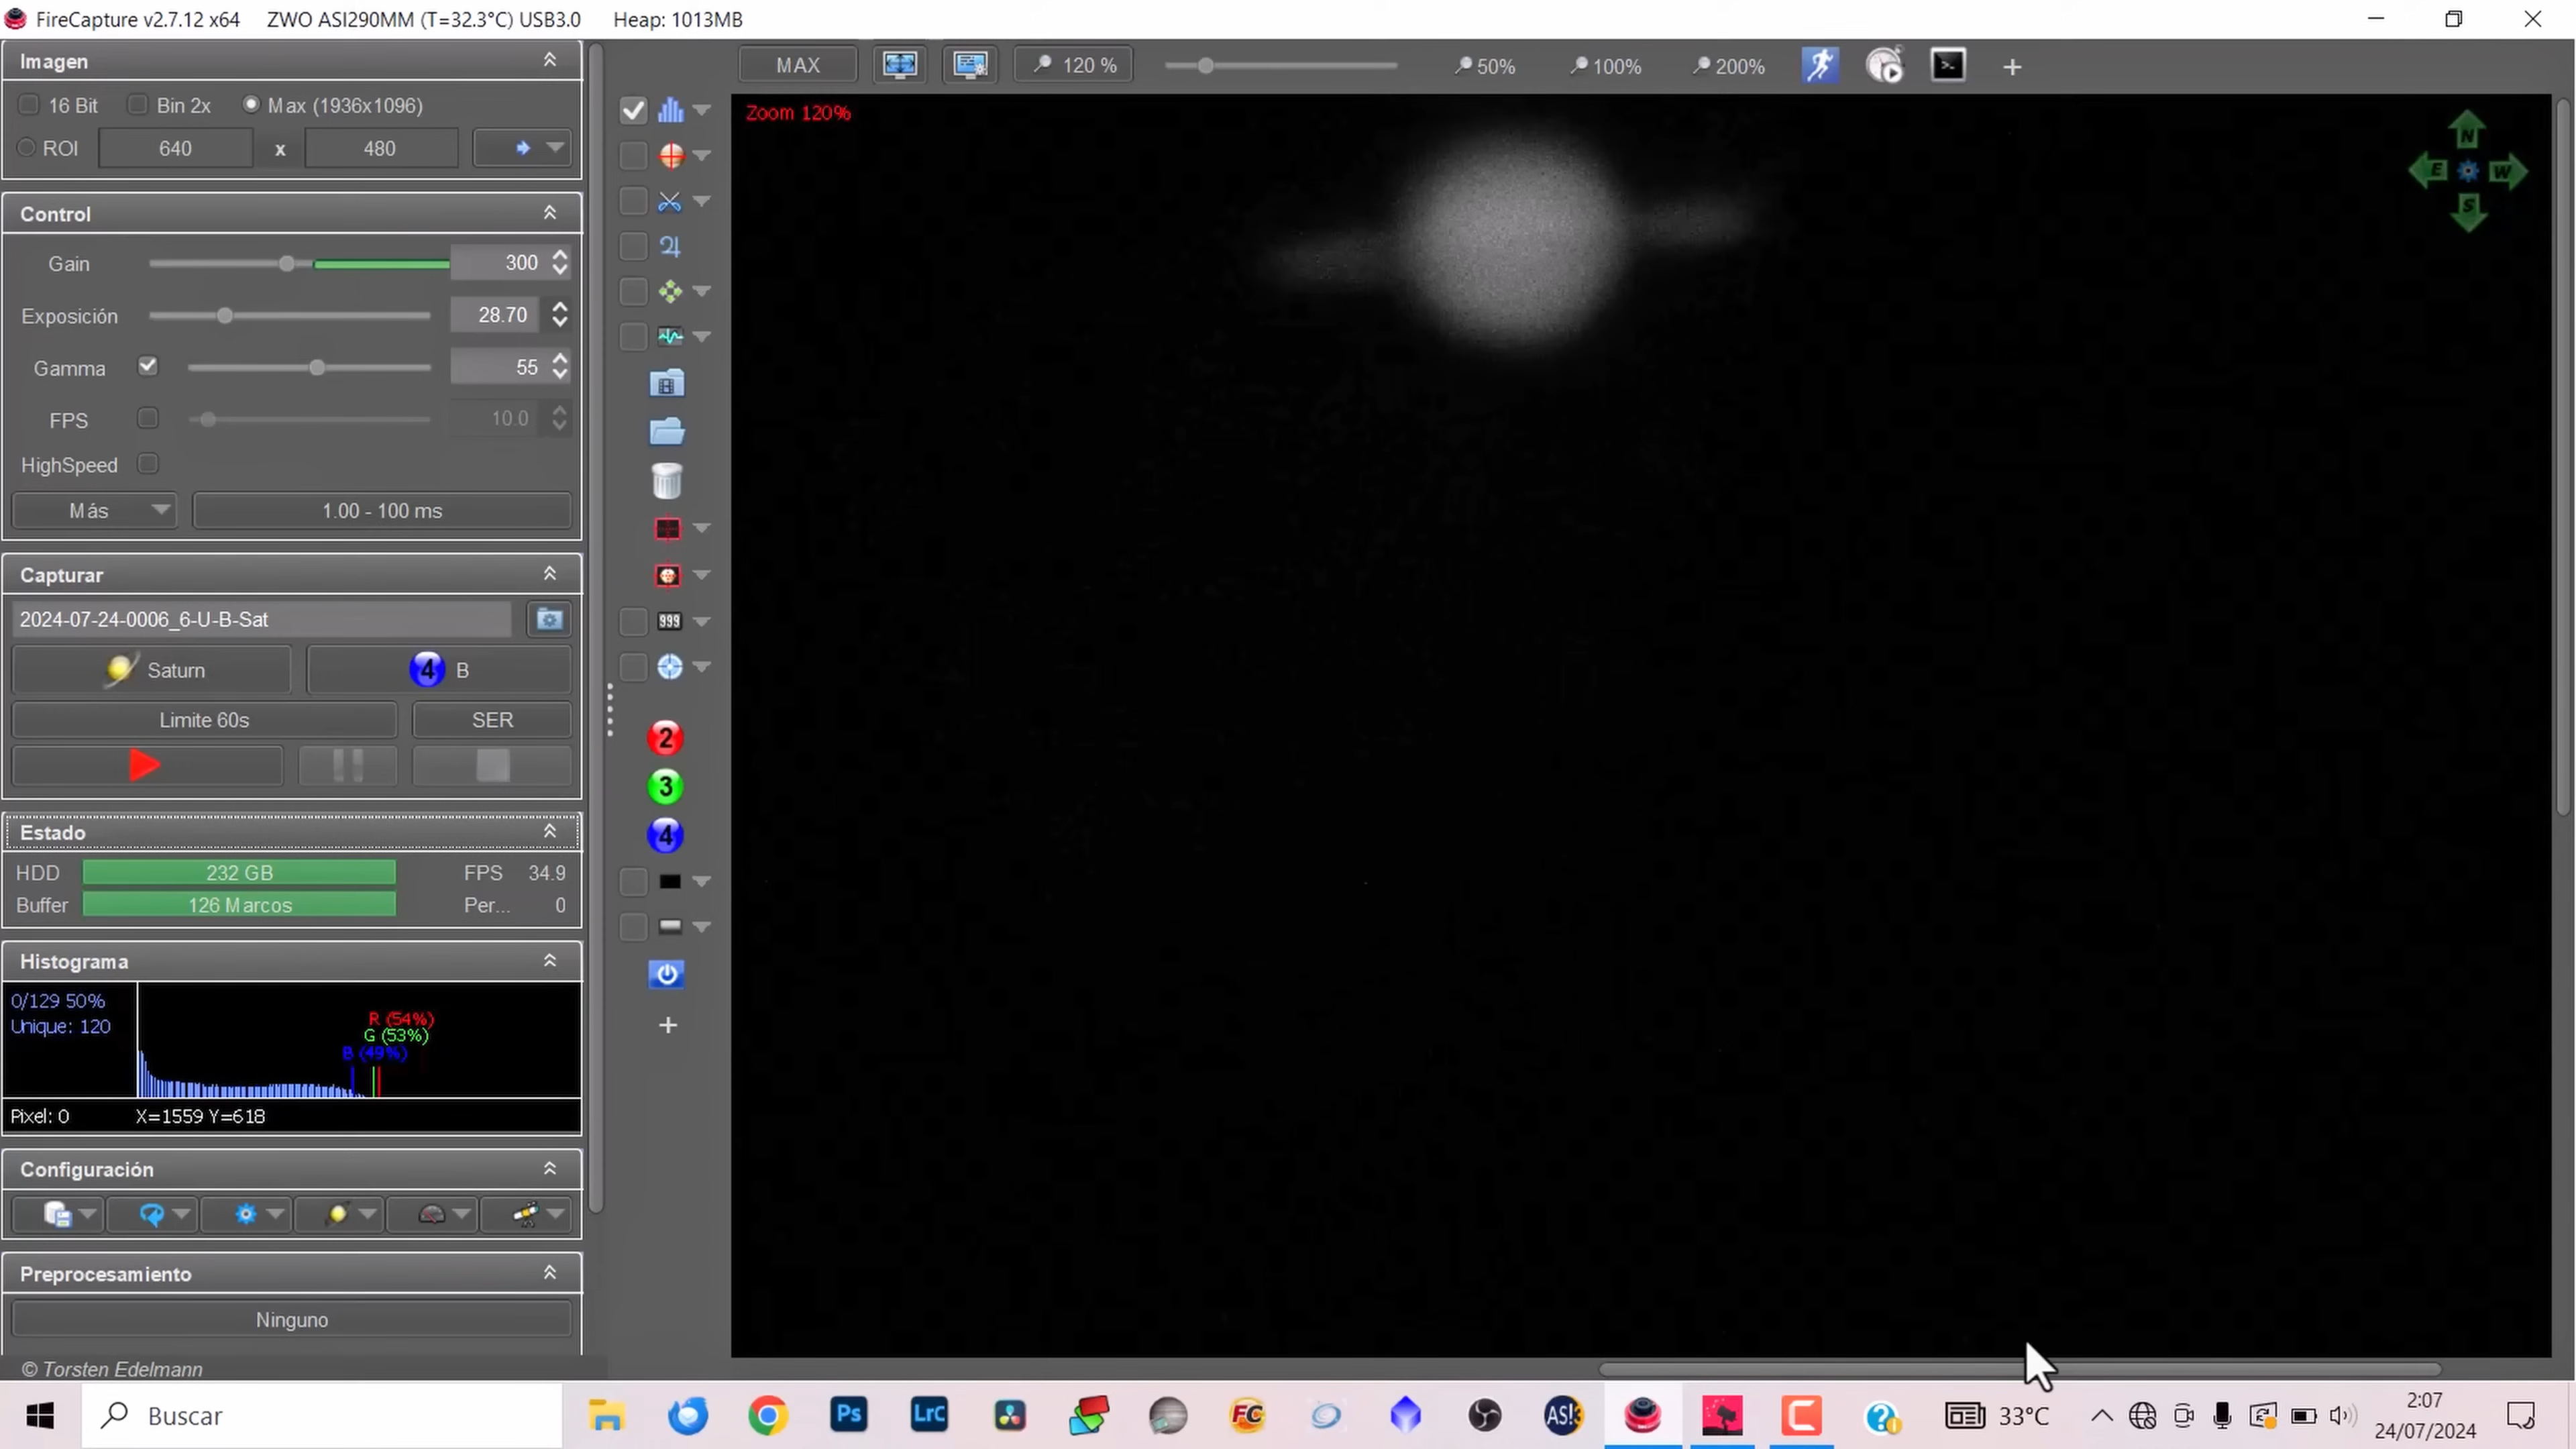 FireCapture v2.7.12 x64 ZWO ASI290MM (T=32.3°C) USB3.0 Heap: 1013MB
Imagen
16 Bit Bin 2x Max (1936x1096)
ROI 640 x 480
Control
Gain 300
Exposición 28.70
Gamma 55
FPS 10.0
HighSpeed
Más 1.00 - 100 ms
Capturar
2024-07-24-0006_6-U-B-Sat
Saturn 4 B
Limite 60s SER
Estado
HDD 232 GB FPS 34.9
Buffer 126 Marcos Per... 0
Histograma
0/129 50%
Unique: 120
R (54%)
G (53%)
B (49%)
Pixel: 0 X=1559 Y=618
Configuración
Preprocesamiento
Ninguno
© Torsten Edelmann
MAX 120 % 50% 100% 200%
Zoom 120%
N
E W
S
999
2
3
4
Buscar
Ps LrC FC AS!3 C
33°C
2:07
24/07/2024